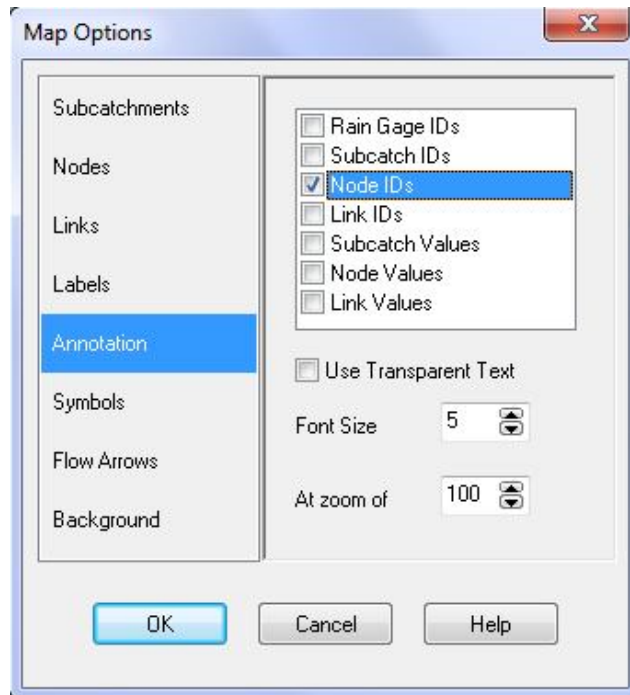 Map Options
Subcatchments
Nodes
Links
Labels
Annotation
Symbols
Flow Arrows
Background
Rain Gage IDs
Subcatch IDs
Node IDs
Link IDs
Subcatch Values
Node Values
Link Values
Use Transparent Text
Font Size 5
At zoom of 100
OK Cancel Help